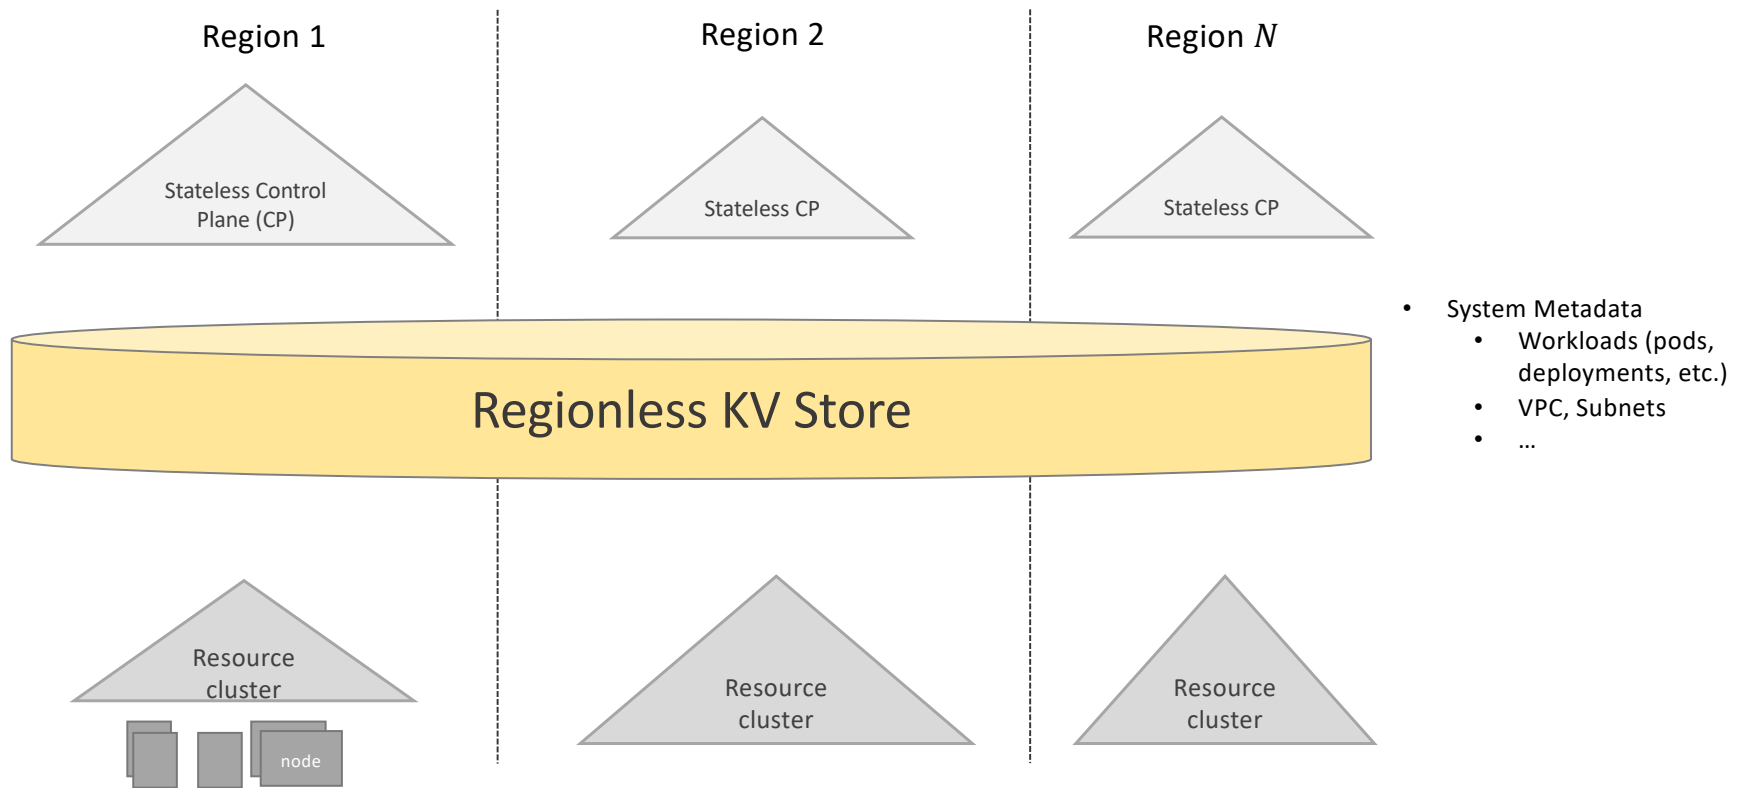 Region 1
Region 2
Region N
Stateless Control
Plane (CP)
Stateless CP
Stateless CP
• System Metadata
• Workloads (pods,
deployments, etc.)
• VPC, Subnets
• ...
Regionless KV Store
Resource
cluster
Resource
cluster
Resource
cluster
node